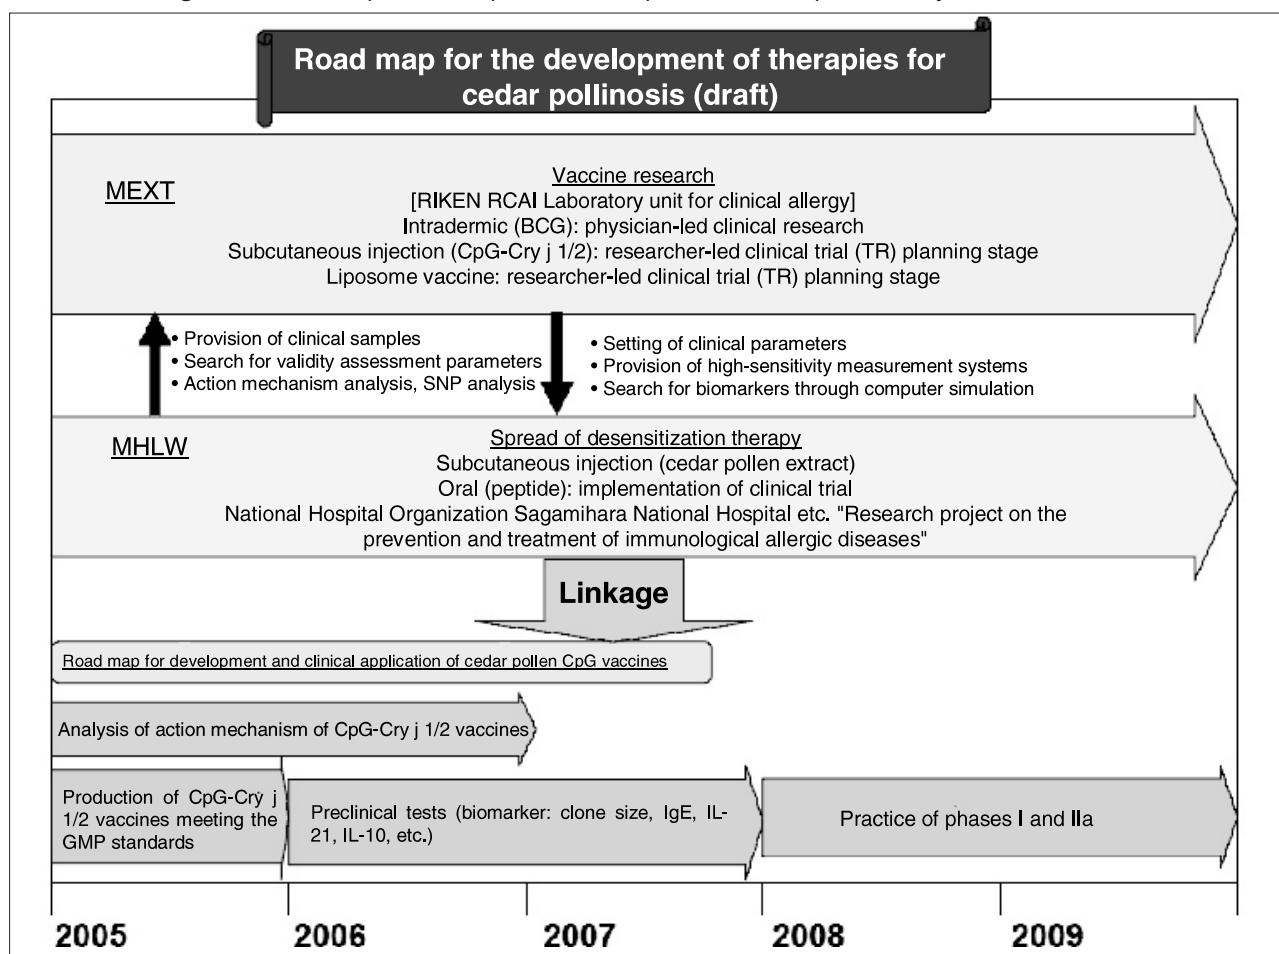 Road map for the development of therapies for
cedar pollinosis (draft)
MEXT
Vaccine research
[RIKEN RCAI Laboratory unit for clinical allergy]
Intradermic (BCG): physician-led clinical research
Subcutaneous injection (CpG-Cry j 1/2): researcher-led clinical trial (TR) planning stage
Liposome vaccine: researcher-led clinical trial (TR) planning stage
• Provision of clinical samples
• Search for validity assessment parameters
• Action mechanism analysis, SNP analysis
• Setting of clinical parameters
• Provision of high-sensitivity measurement systems
• Search for biomarkers through computer simulation
MHLW
Spread of desensitization therapy
Subcutaneous injection (cedar pollen extract)
Oral (peptide): implementation of clinical trial
National Hospital Organization Sagamihara National Hospital etc. "Research project on the
prevention and treatment of immunological allergic diseases"
Linkage
Road map for development and clinical application of cedar pollen CpG vaccines
Analysis of action mechanism of CpG-Cry j 1/2 vaccines
Production of CpG-Cry j
1/2 vaccines meeting the
GMP standards
Preclinical tests (biomarker: clone size, IgE, IL-
21, IL-10, etc.)
Practice of phases I and IIa
2005 2006 2007 2008 2009